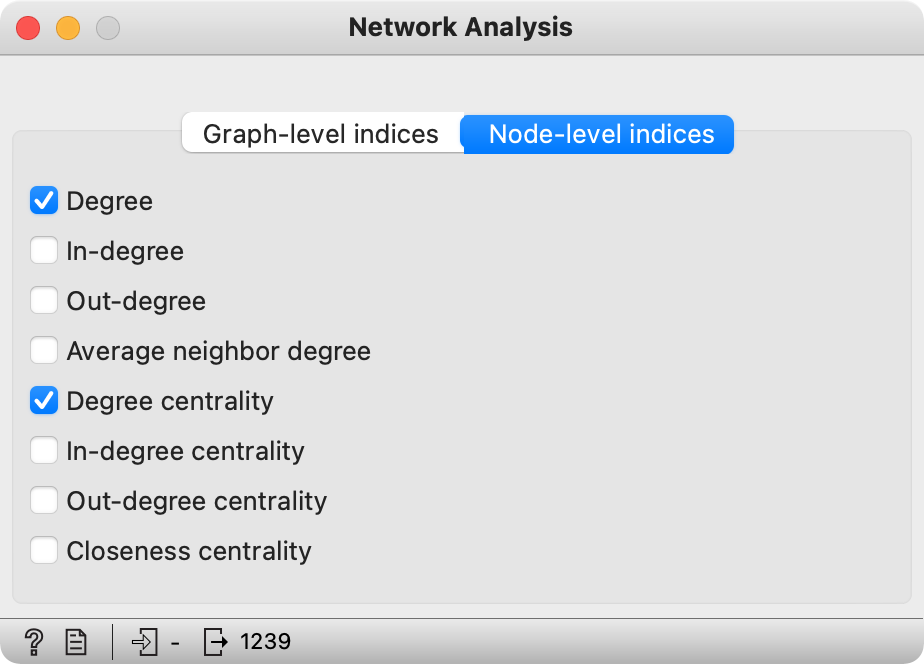 Network Analysis
Graph-level indices Node-level indices
Degree
In-degree
Out-degree
Average neighbor degree
Degree centrality
In-degree centrality
Out-degree centrality
Closeness centrality
? - 1239